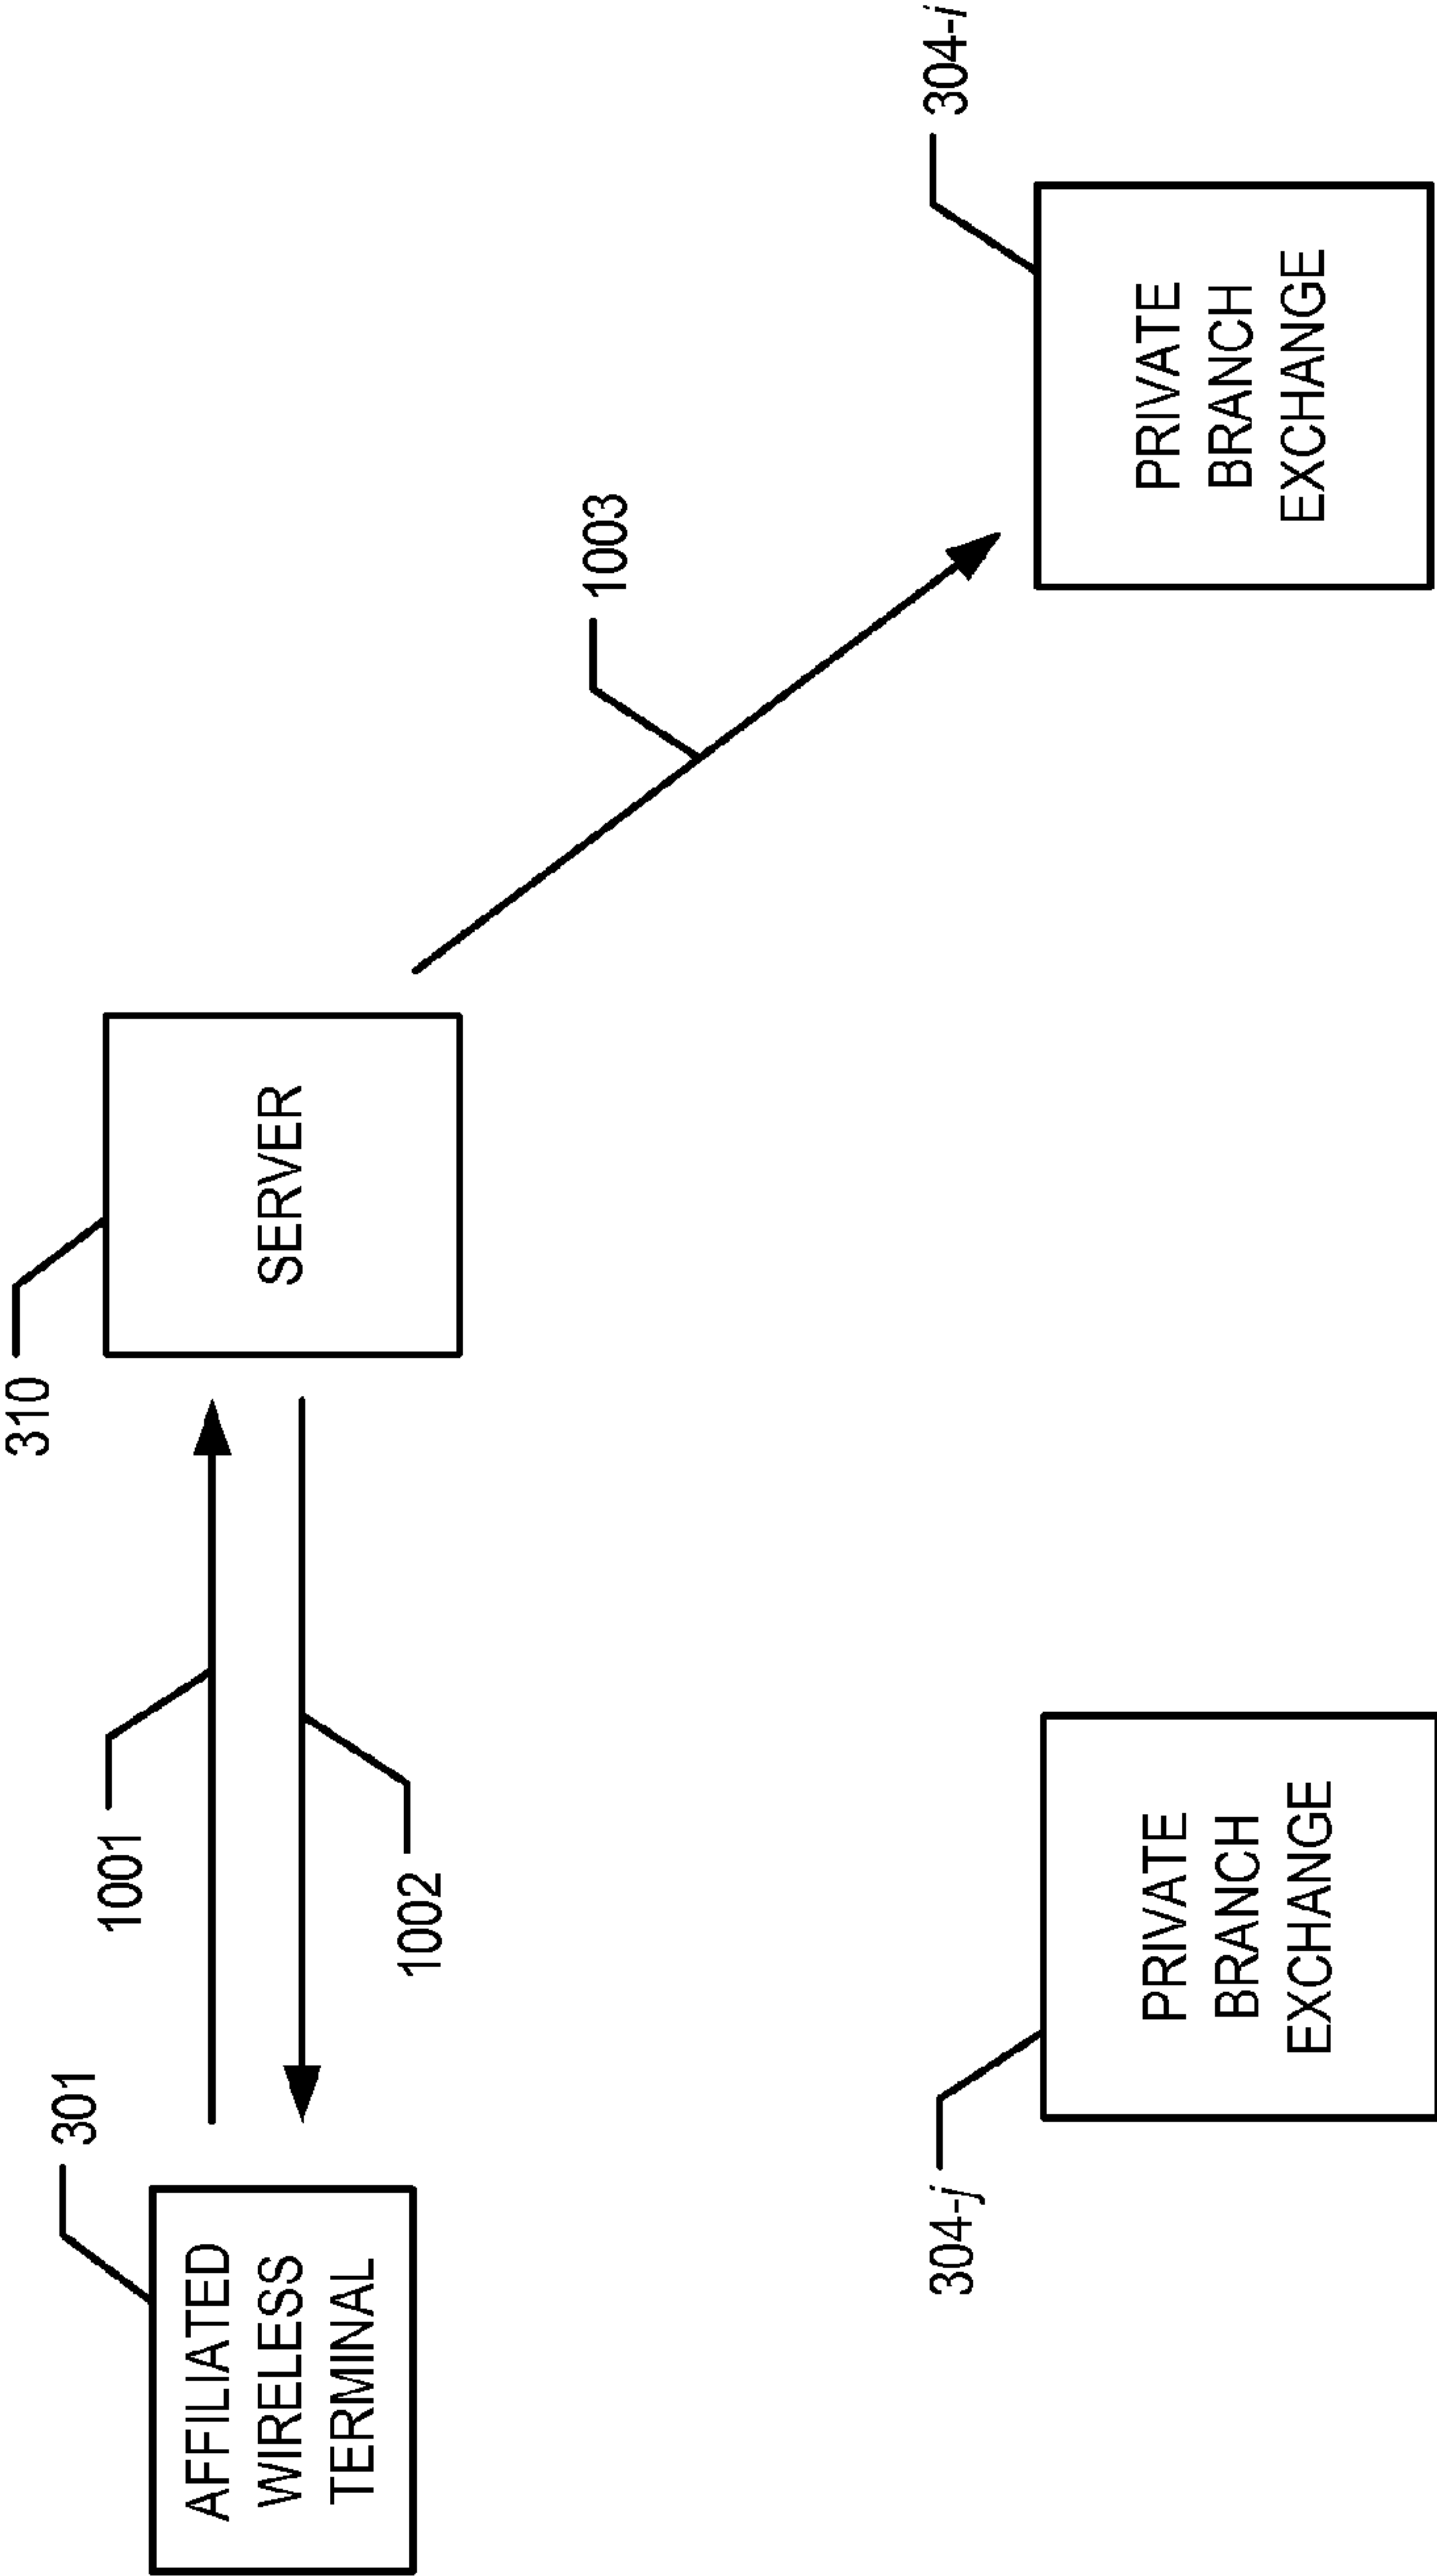 310
301
1001
AFFILIATED
WIRELESS
TERMINAL
SERVER
1002
1003
304-j
304-i
PRIVATE
BRANCH
EXCHANGE
PRIVATE
BRANCH
EXCHANGE